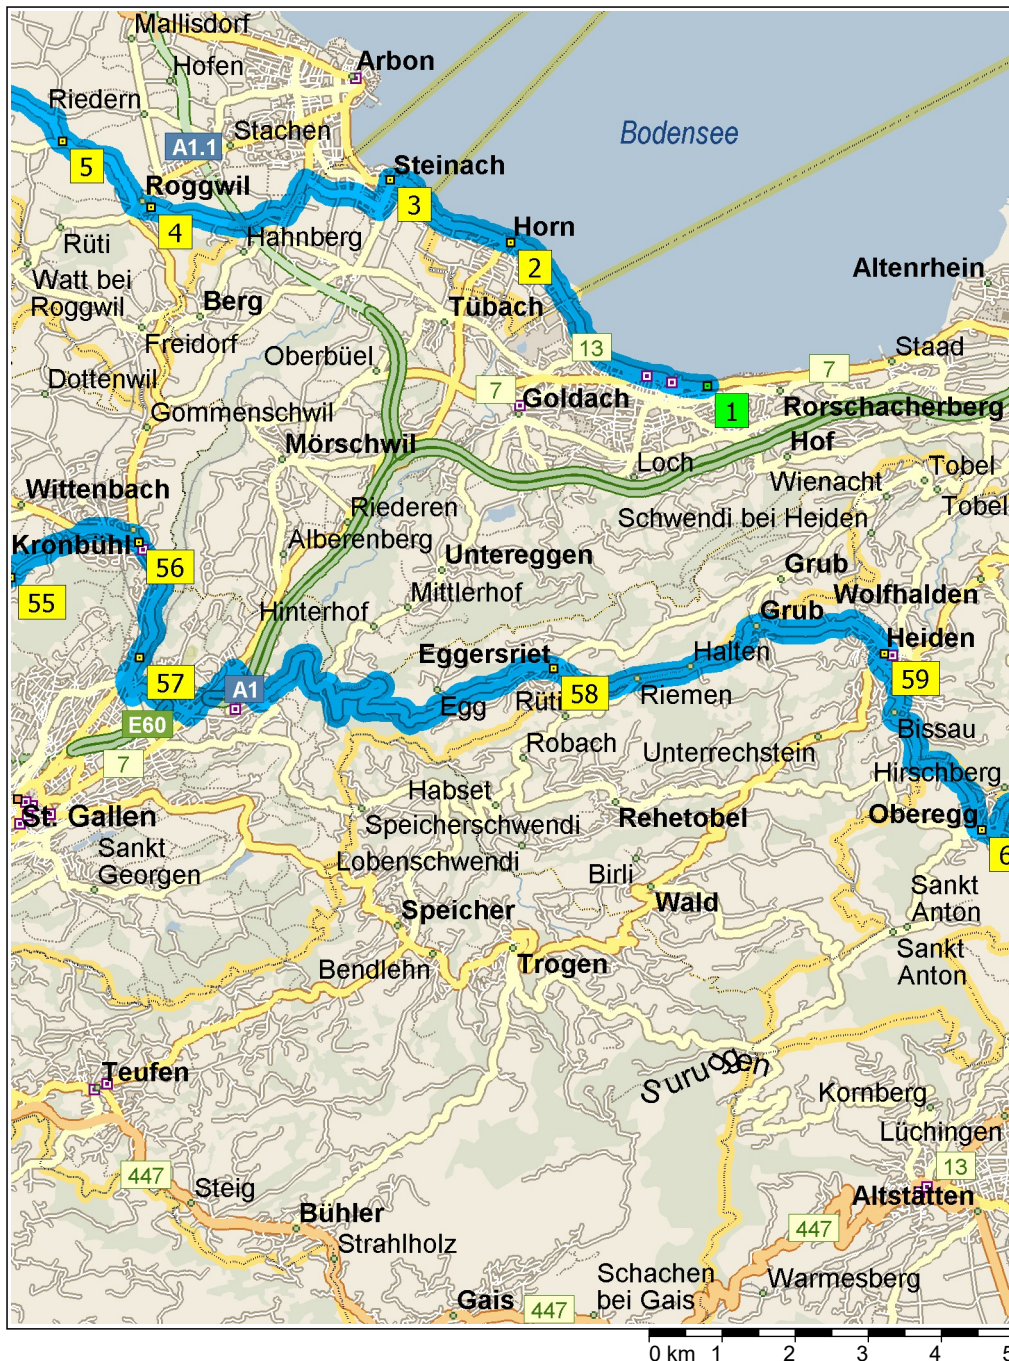 Mallisdorf
Hofen
Arbon
Riedern
Stachen
A1.1
Bodensee
5
Steinach
Roggwil
3
4
Horn
Rüti
Hahnberg
2
Watt bei
Roggwil
Altenrhein
Berg
Tübach
Freidorf
13
Staad
Oberbüel
7
Dottenwil
7
Goldach
1
Rorschacherberg
Gommenschwil
Mörschwil
Hof
Loch
Tobel
Wienacht
Wittenbach
Tobel
Riederen
Schwendi bei Heiden
Kronbühl
Alberenberg
Untereggen
56
Grub
55
Mittlerhof
Wolfhalden
Hinterhof
Grub
Heiden
Eggersriet
Halten
57
59
A1
58
Riemen
Egg
Rüti
E60
Bissau
Robach
Unterrechstein
7
Hirschberg
Habset
St. Gallen
Oberegg
Speicherschwendi
Rehetobel
Sankt
Georgen
6
Lobenschwendi
Birli
Sankt
Anton
Speicher
Wald
Sankt
Anton
Bendlehn
Trogen
Suruggen
Teufen
Kornberg
Lüchingen
13
447
Steig
Altstätten
Bühler
447
Strahlholz
Schachen
bei Gais
Warmesberg
Gais
447
0 km 1 2 3 4 5